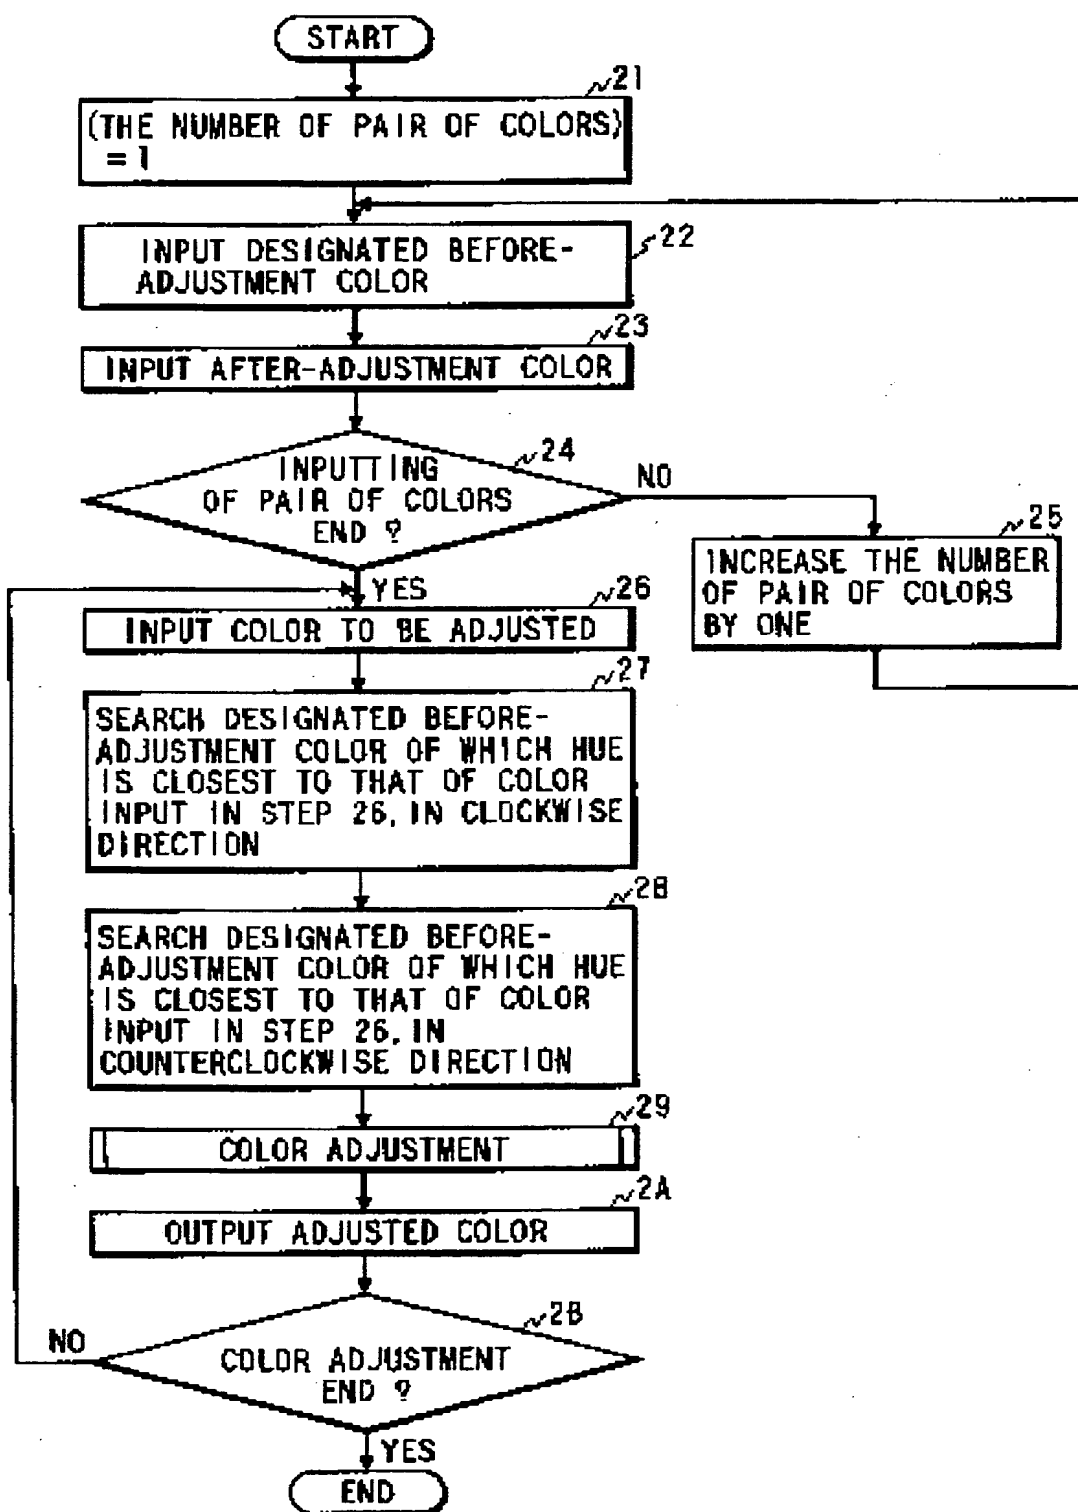 START
21
(THE NUMBER OF PAIR OF COLORS)
= 1
INPUT DESIGNATED BEFORE-
ADJUSTMENT COLOR
22
23
INPUT AFTER-ADJUSTMENT COLOR
24
INPUTTING
OF PAIR OF COLORS
END ?
NO
YES
25
INCREASE THE NUMBER
OF PAIR OF COLORS
BY ONE
26
INPUT COLOR TO BE ADJUSTED
27
SEARCH DESIGNATED BEFORE-
ADJUSTMENT COLOR OF WHICH HUE
IS CLOSEST TO THAT OF COLOR
INPUT IN STEP 26, IN CLOCKWISE
DIRECTION
28
SEARCH DESIGNATED BEFORE-
ADJUSTMENT COLOR OF WHICH HUE
IS CLOSEST TO THAT OF COLOR
INPUT IN STEP 26, IN
COUNTERCLOCKWISE DIRECTION
29
COLOR ADJUSTMENT
2A
OUTPUT ADJUSTED COLOR
2B
COLOR ADJUSTMENT
END ?
NO
YES
END